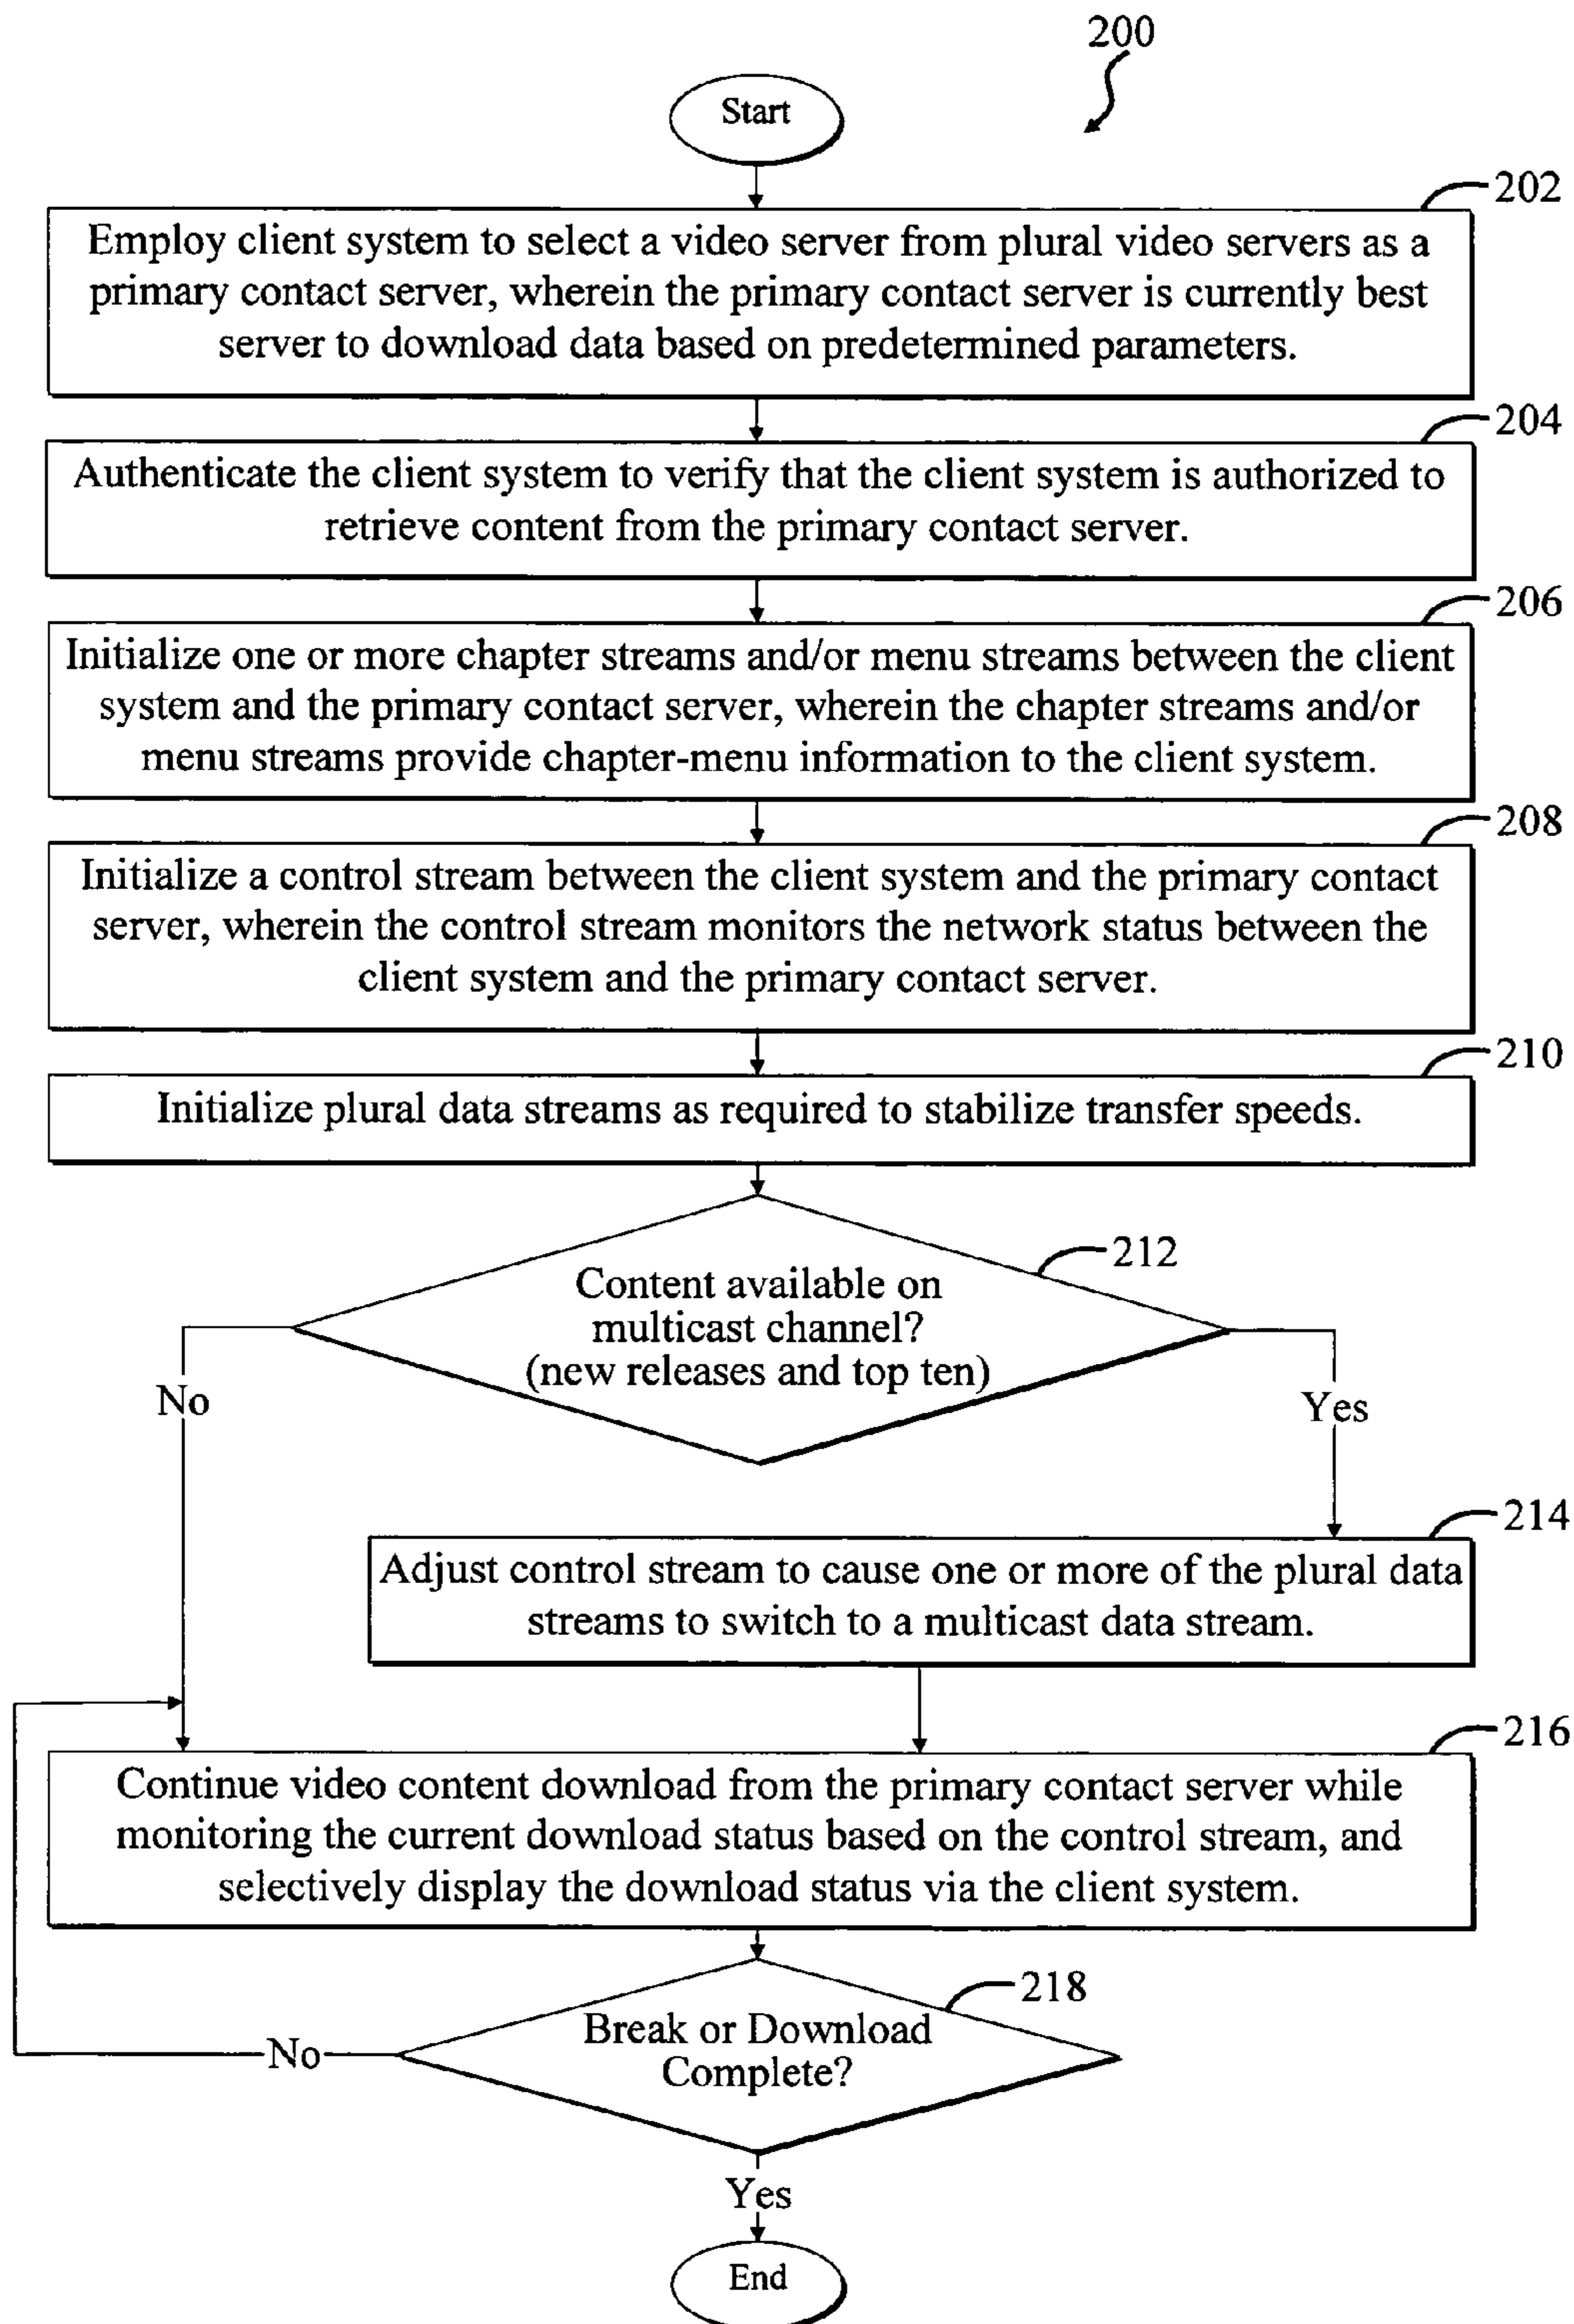 200
Start
202
Employ client system to select a video server from plural video servers as a
primary contact server, wherein the primary contact server is currently best
server to download data based on predetermined parameters.
204
Authenticate the client system to verify that the client system is authorized to
retrieve content from the primary contact server.
206
Initialize one or more chapter streams and/or menu streams between the client
system and the primary contact server, wherein the chapter streams and/or
menu streams provide chapter-menu information to the client system.
208
Initialize a control stream between the client system and the primary contact
server, wherein the control stream monitors the network status between the
client system and the primary contact server.
210
Initialize plural data streams as required to stabilize transfer speeds.
212
Content available on
multicast channel?
(new releases and top ten)
No
Yes
214
Adjust control stream to cause one or more of the plural data
streams to switch to a multicast data stream.
216
Continue video content download from the primary contact server while
monitoring the current download status based on the control stream, and
selectively display the download status via the client system.
218
Break or Download
Complete?
No
Yes
End